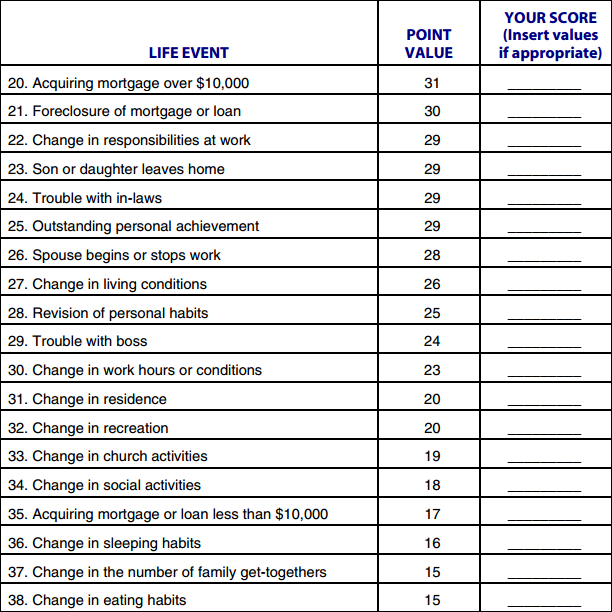 LIFE EVENT
POINT
VALUE
YOUR SCORE
(Insert values
if appropriate)
20. Acquiring mortgage over $10,000 31 _________
21. Foreclosure of mortgage or loan 30 _________
22. Change in responsibilities at work 29 _________
23. Son or daughter leaves home 29 _________
24. Trouble with in-laws 29 _________
25. Outstanding personal achievement 29 _________
26. Spouse begins or stops work 28 _________
27. Change in living conditions 26 _________
28. Revision of personal habits 25 _________
29. Trouble with boss 24 _________
30. Change in work hours or conditions 23 _________
31. Change in residence 20 _________
32. Change in recreation 20 _________
33. Change in church activities 19 _________
34. Change in social activities 18 _________
35. Acquiring mortgage or loan less than $10,000 17 _________
36. Change in sleeping habits 16 _________
37. Change in the number of family get-togethers 15 _________
38. Change in eating habits 15 _________